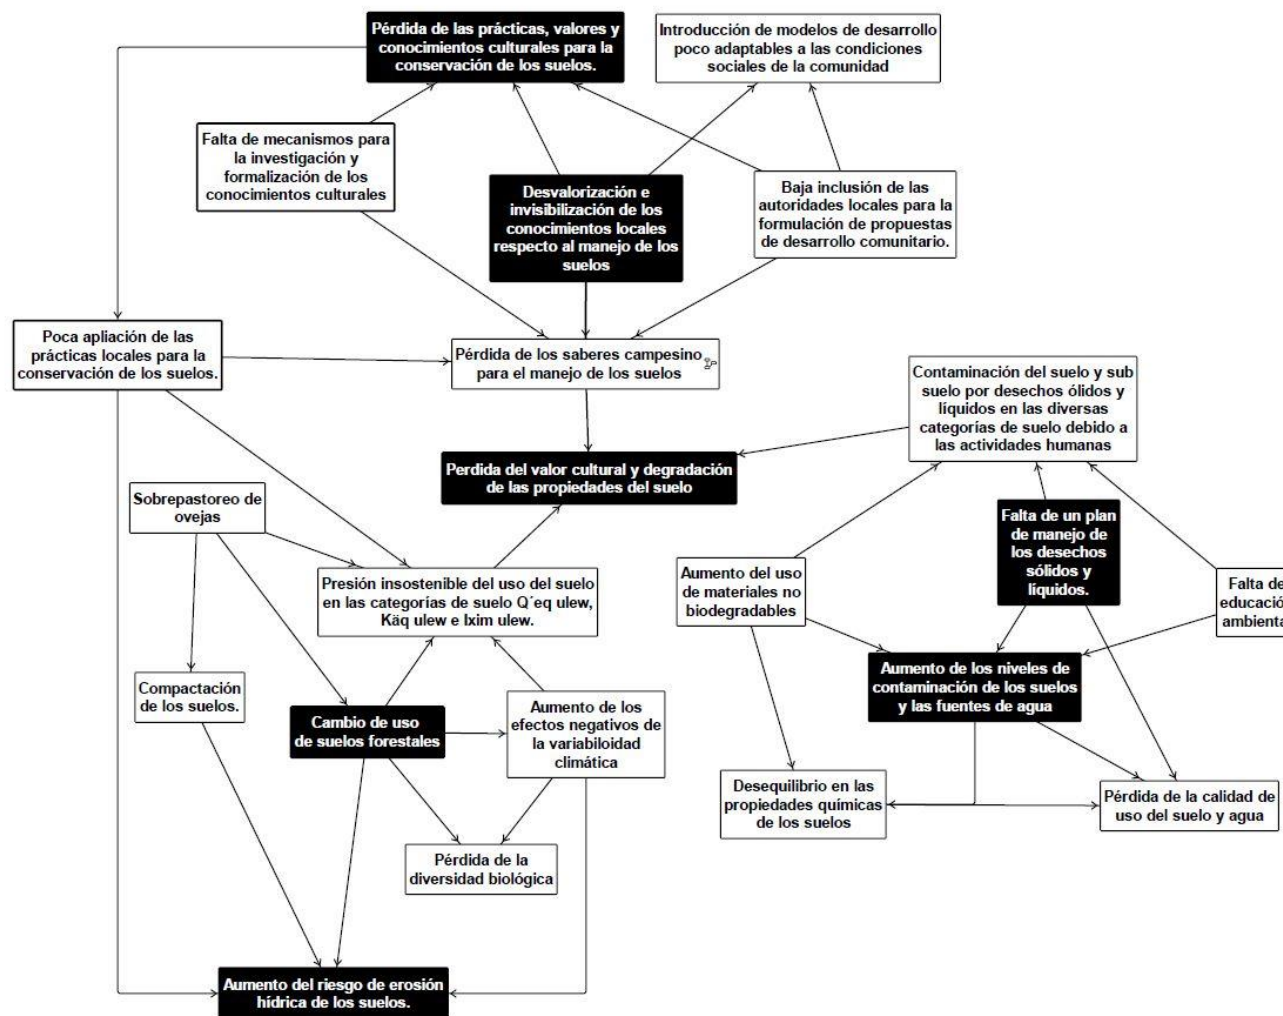 Pérdida de las prácticas, valores y
conocimientos culturales para la
conservación de los suelos.
Introducción de modelos de desarrollo
poco adaptables a las condiciones
sociales de la comunidad
Falta de mecanismos para
la investigación y
formalización de los
conocimientos culturales
Desvalorización e
invisibilización de los
conocimientos locales
respecto al manejo de los
suelos
Baja inclusión de las
autoridades locales para la
formulación de propuestas
de desarrollo comunitario.
Poca apliación de las
prácticas locales para la
conservación de los suelos.
Pérdida de los saberes campesino
para el manejo de los suelos
Contaminación del suelo y sub
suelo por desechos ólidos y
líquidos en las diversas
categorías de suelo debido a
las actividades humanas
Perdida del valor cultural y degradación
de las propiedades del suelo
Sobrepastoreo de
ovejas
Falta de un plan
de manejo de
los desechos
sólidos y
líquidos.
Presión insostenible del uso del suelo
en las categorías de suelo Q´eq ulew,
Käq ulew e Ixim ulew.
Aumento del uso
de materiales no
biodegradables
Falta de
educación
ambienta
Compactación
de los suelos.
Cambio de uso
de suelos forestales
Aumento de los
efectos negativos de
la variabiloidad
climática
Aumento de los niveles de
contaminación de los suelos
y las fuentes de agua
Desequilibrio en las
propiedades químicas
de los suelos
Pérdida de la calidad de
uso del suelo y agua
Pérdida de la
diversidad biológica
Aumento del riesgo de erosión
hídrica de los suelos.